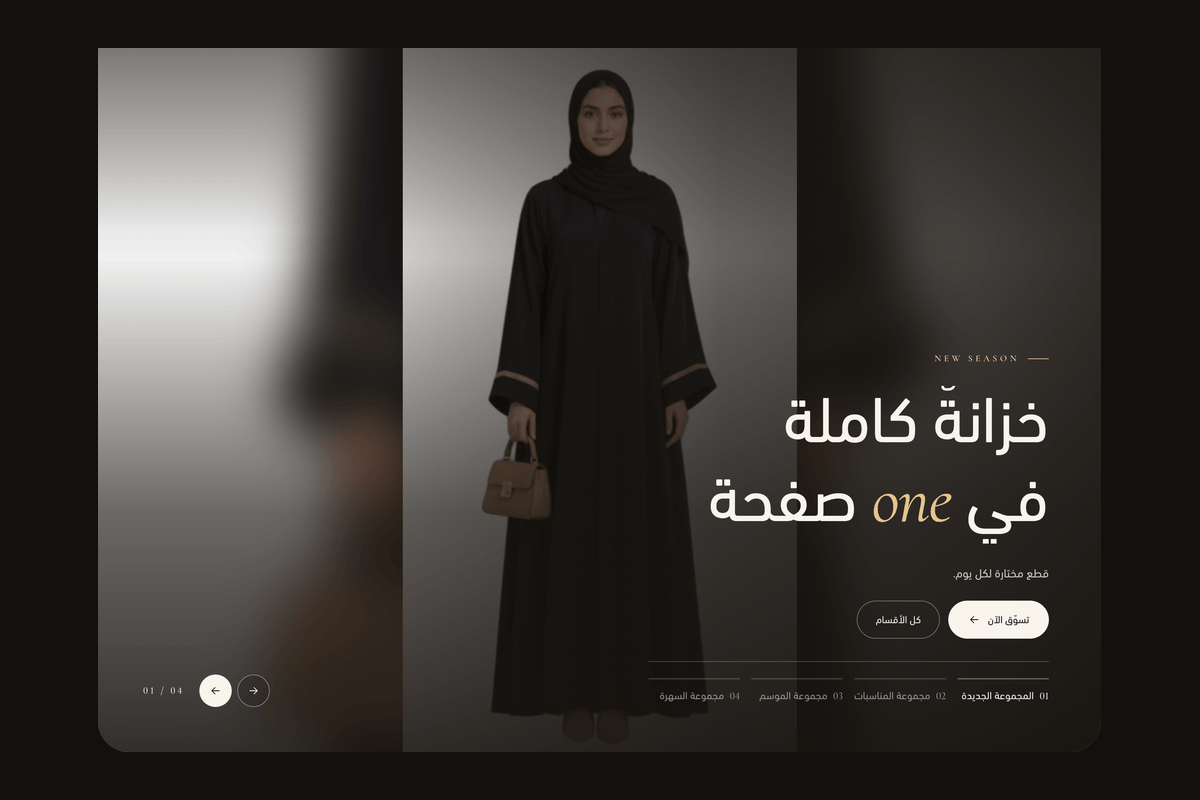 NEW SEASON
خزانةٌ كاملة
في one صفحة
قطع مختارة لكل يوم.
تسوّق الآن ←
كل الأقسام
01 المجموعة الجديدة
02 مجموعة المناسبات
03 مجموعة الموسم
04 مجموعة السهرة
01 / 04